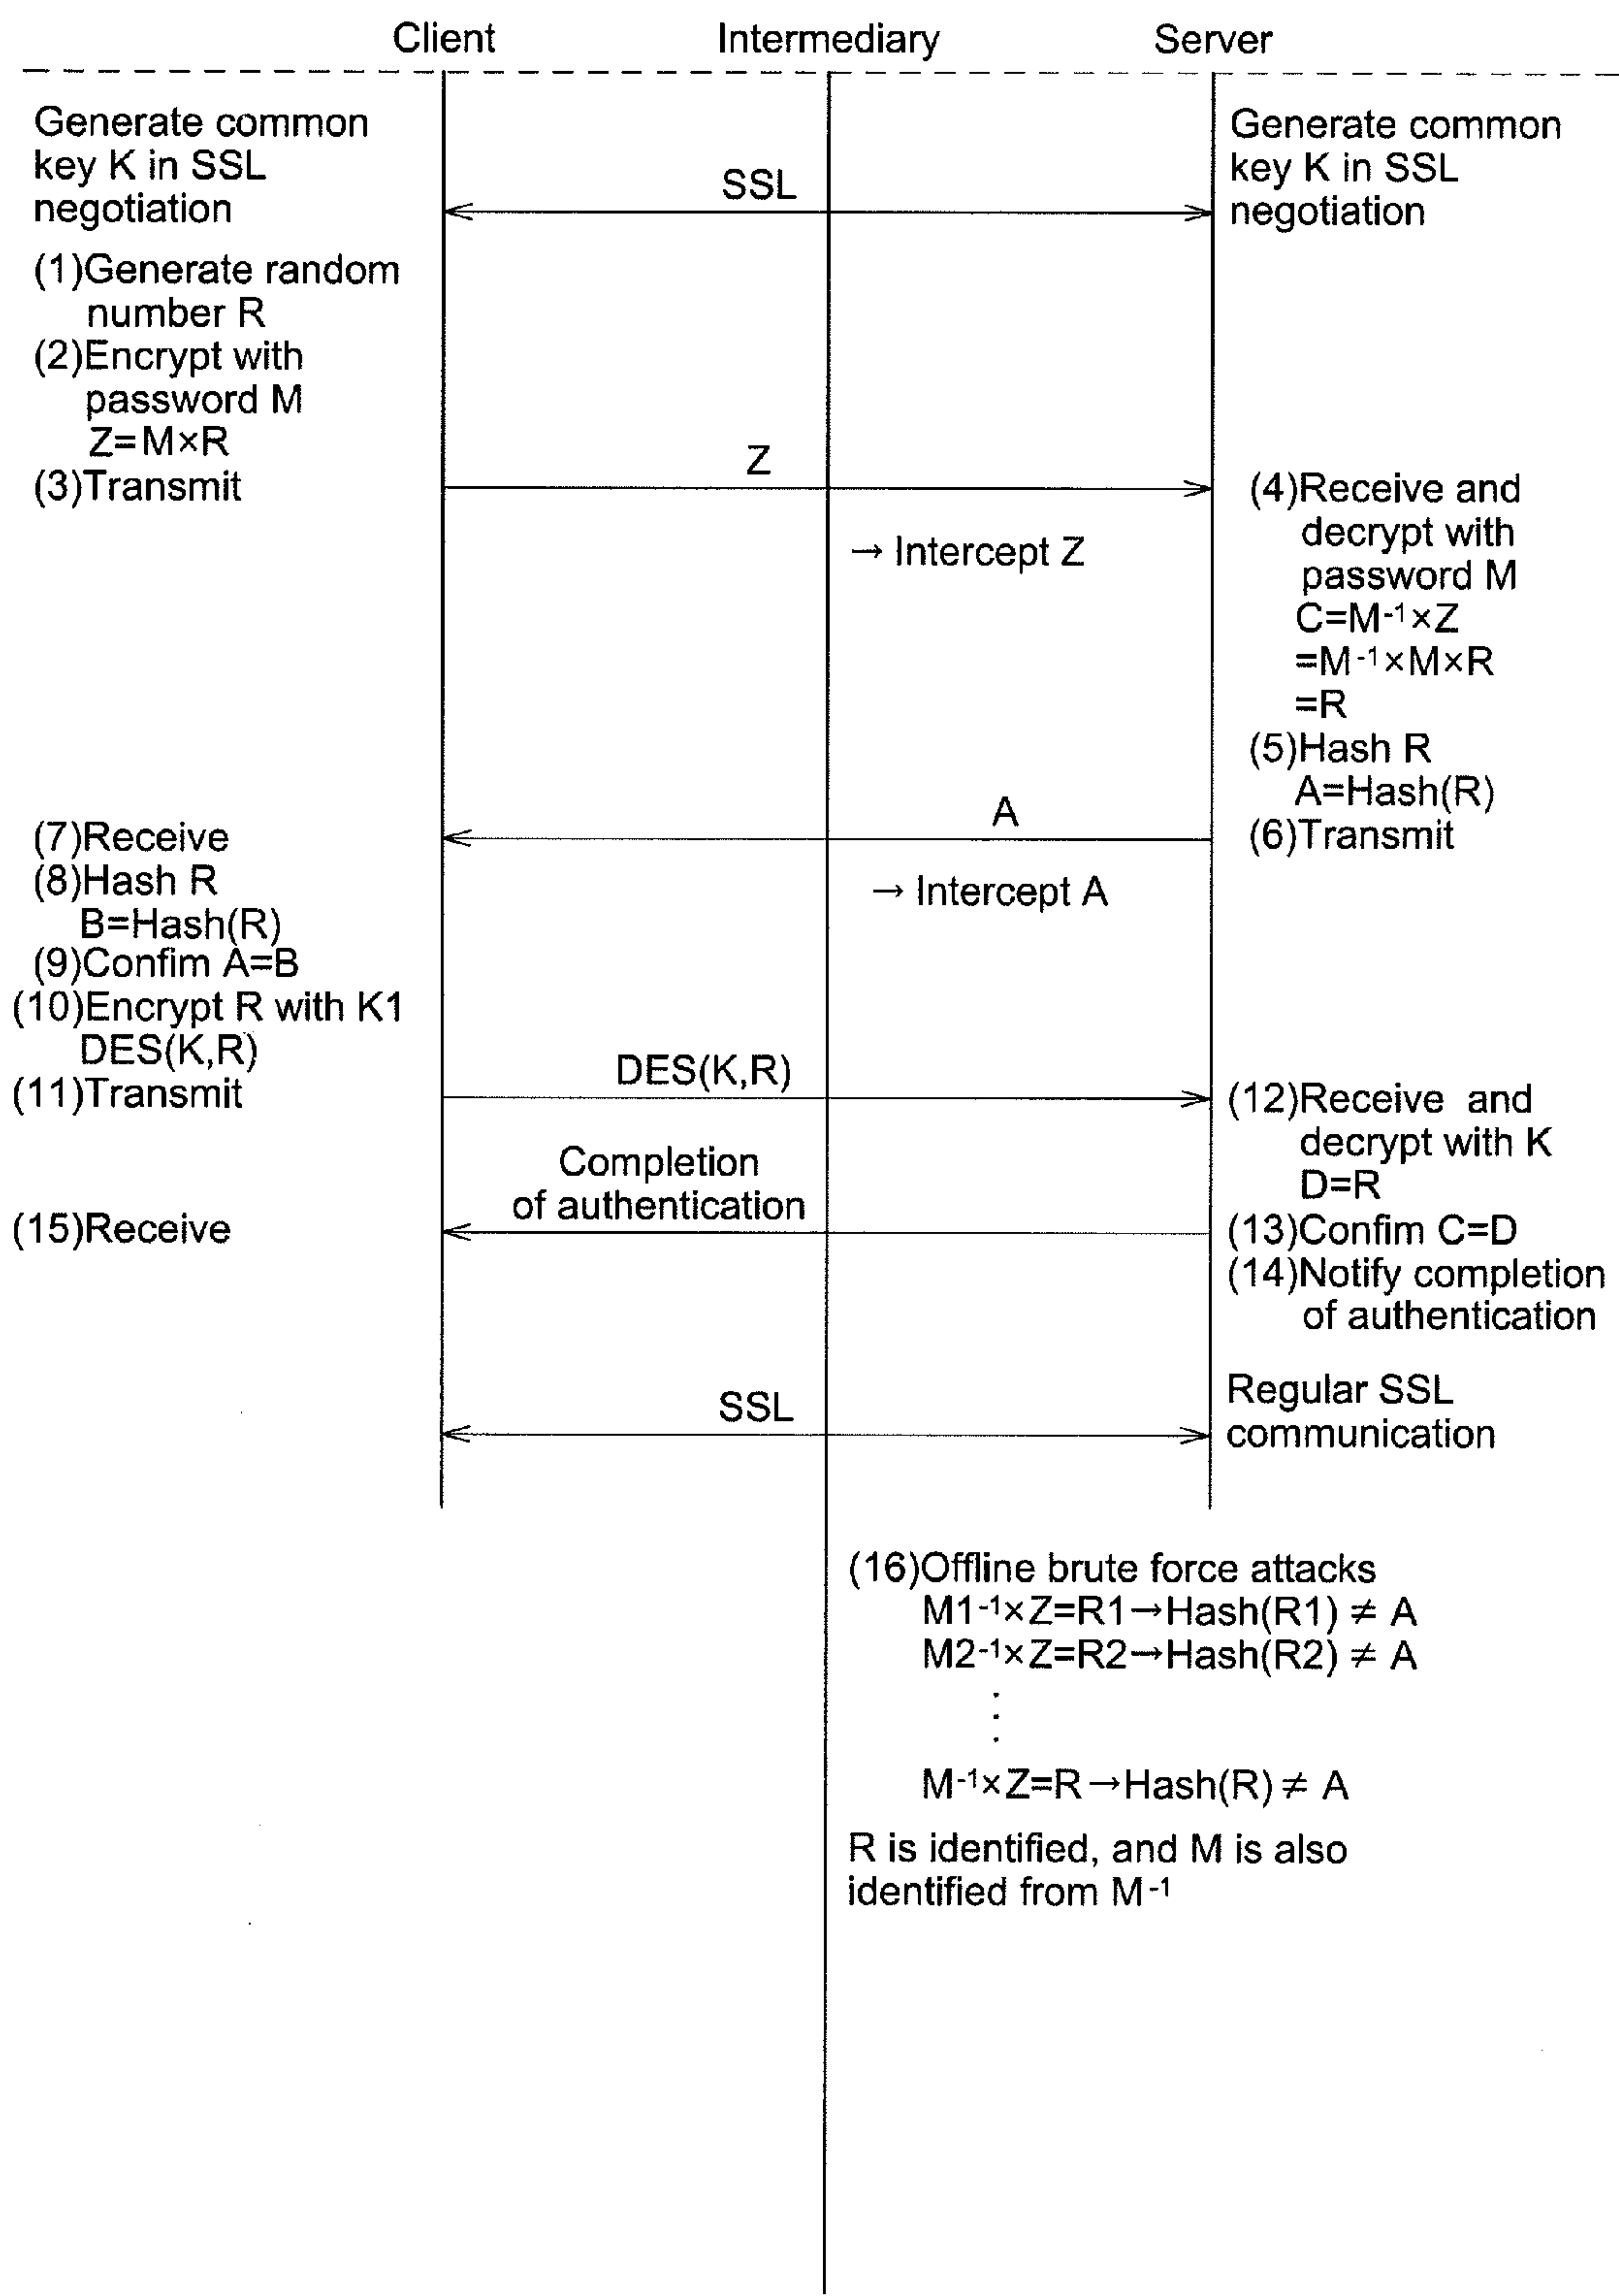 Client
Intermediary
Server
Generate common
key K in SSL
negotiation
SSL
Generate common
key K in SSL
negotiation
(1)Generate random
number R
(2)Encrypt with
password M
Z=M×R
(3)Transmit
Z
→ Intercept Z
(4)Receive and
decrypt with
password M
C=M⁻¹×Z
=M⁻¹×M×R
=R
(5)Hash R
A=Hash(R)
(6)Transmit
A
→ Intercept A
(7)Receive
(8)Hash R
B=Hash(R)
(9)Confim A=B
(10)Encrypt R with K1
DES(K,R)
(11)Transmit
DES(K,R)
(12)Receive and
decrypt with K
D=R
(13)Confim C=D
(14)Notify completion
of authentication
Completion
of authentication
(15)Receive
SSL
Regular SSL
communication
(16)Offline brute force attacks
M1⁻¹×Z=R1→Hash(R1) ≠ A
M2⁻¹×Z=R2→Hash(R2) ≠ A
⋮
M⁻¹×Z=R→Hash(R) ≠ A
R is identified, and M is also
identified from M⁻¹